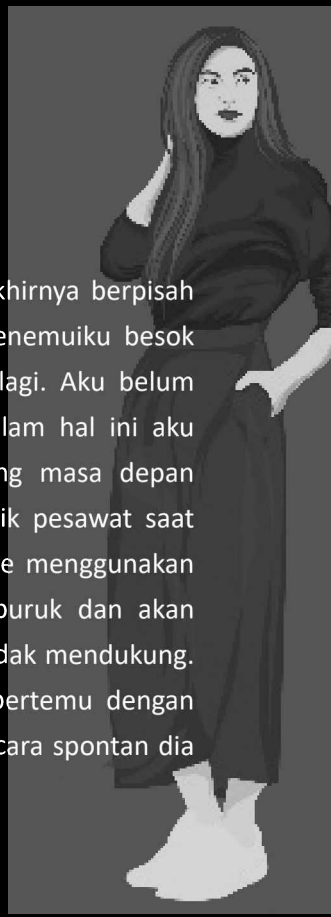 khirnya berpisah
enemuiku besok
lagi. Aku belum
lam hal ini aku
ng masa depan
ik pesawat saat
e menggunakan
buruk dan akan
dak mendukung.
bertemu dengan
cara spontan dia